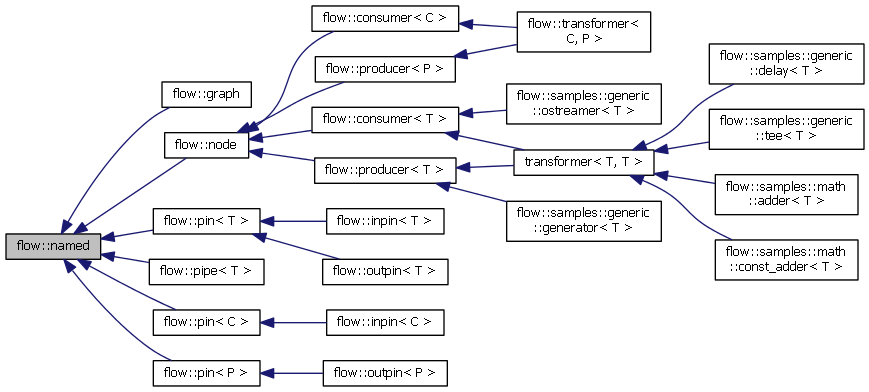 flow::consumer< C >
flow::transformer<
C, P >
flow::producer< P >
flow::samples::generic
::delay< T >
flow::graph
flow::samples::generic
::ostreamer< T >
flow::consumer< T >
flow::samples::generic
::tee< T >
flow::node
transformer< T, T >
flow::producer< T >
flow::samples::math
::adder< T >
flow::pin< T >
flow::inpin< T >
flow::samples::generic
::generator< T >
flow::named
flow::samples::math
::const_adder< T >
flow::pipe< T >
flow::outpin< T >
flow::pin< C >
flow::inpin< C >
flow::pin< P >
flow::outpin< P >